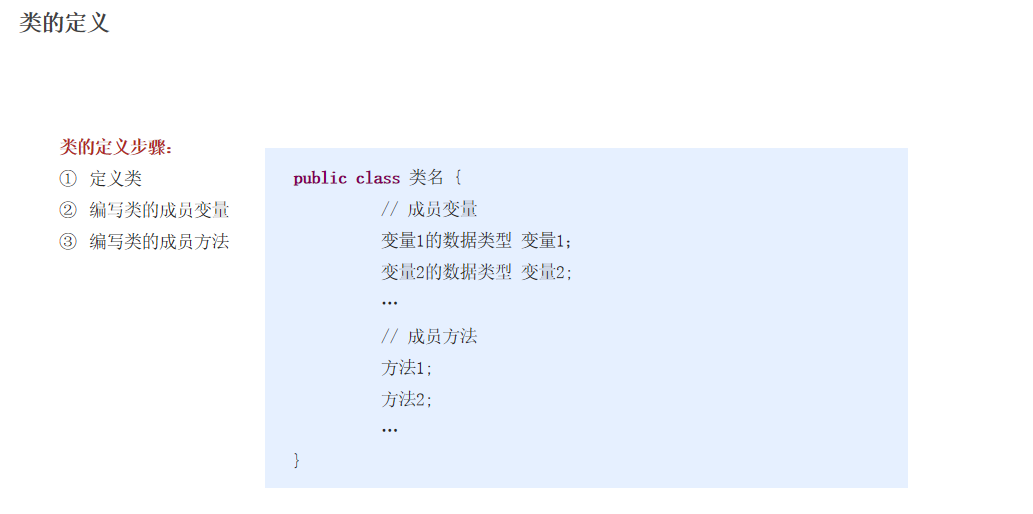 类的定义
类的定义步骤：
① 定义类
② 编写类的成员变量
③ 编写类的成员方法
public class 类名 {
// 成员变量
变量1的数据类型 变量1；
变量2的数据类型 变量2;
…
// 成员方法
方法1;
方法2;
…
}